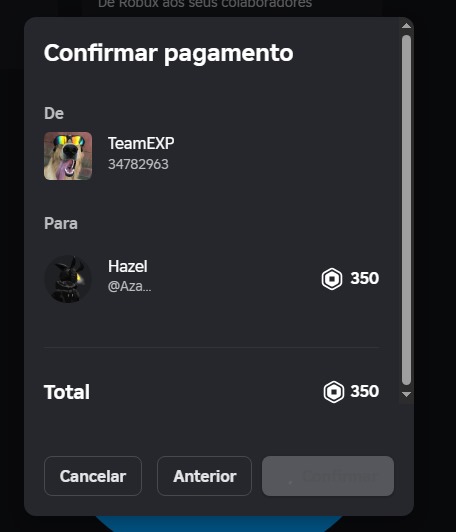 De Robux aos seus colaboradores
Confirmar pagamento
De
TeamEXP
34782963
Para
Hazel
@Aza...
350
Total
350
Cancelar
Anterior
Confirmar